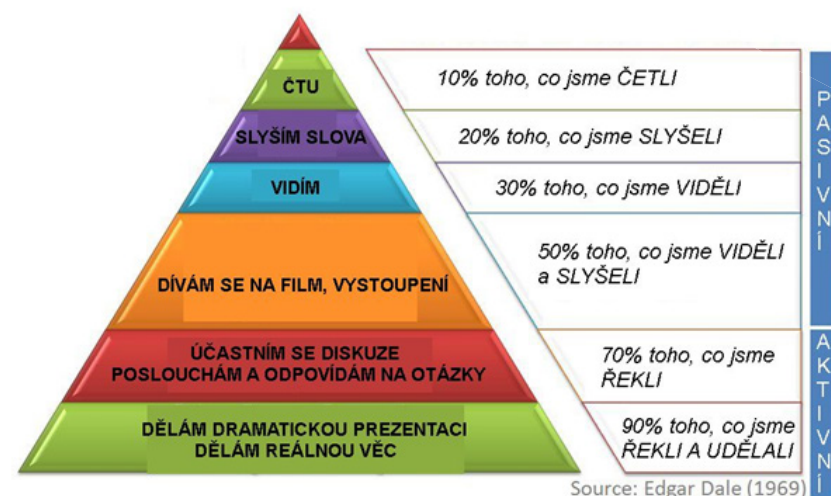 ČTU
10% toho, co jsme ČETLI
SLYŠÍM SLOVA
20% toho, co jsme SLYŠELI
VIDÍM
30% toho, co jsme VIDĚLI
DÍVÁM SE NA FILM, VYSTOUPENÍ
50% toho, co jsme VIDĚLI
a SLYŠELI
PASIVNÍ
ÚČASTNÍM SE DISKUZE
POSLOUCHÁM A ODPOVÍDÁM NA OTÁZKY
70% toho, co jsme
ŘEKLI
DĚLÁM DRAMATICKOU PREZENTACI
DĚLÁM REÁLNOU VĚC
90% toho, co jsme
ŘEKLI A UDĚLALI
AKTIVNÍ
Source: Edgar Dale (1969)